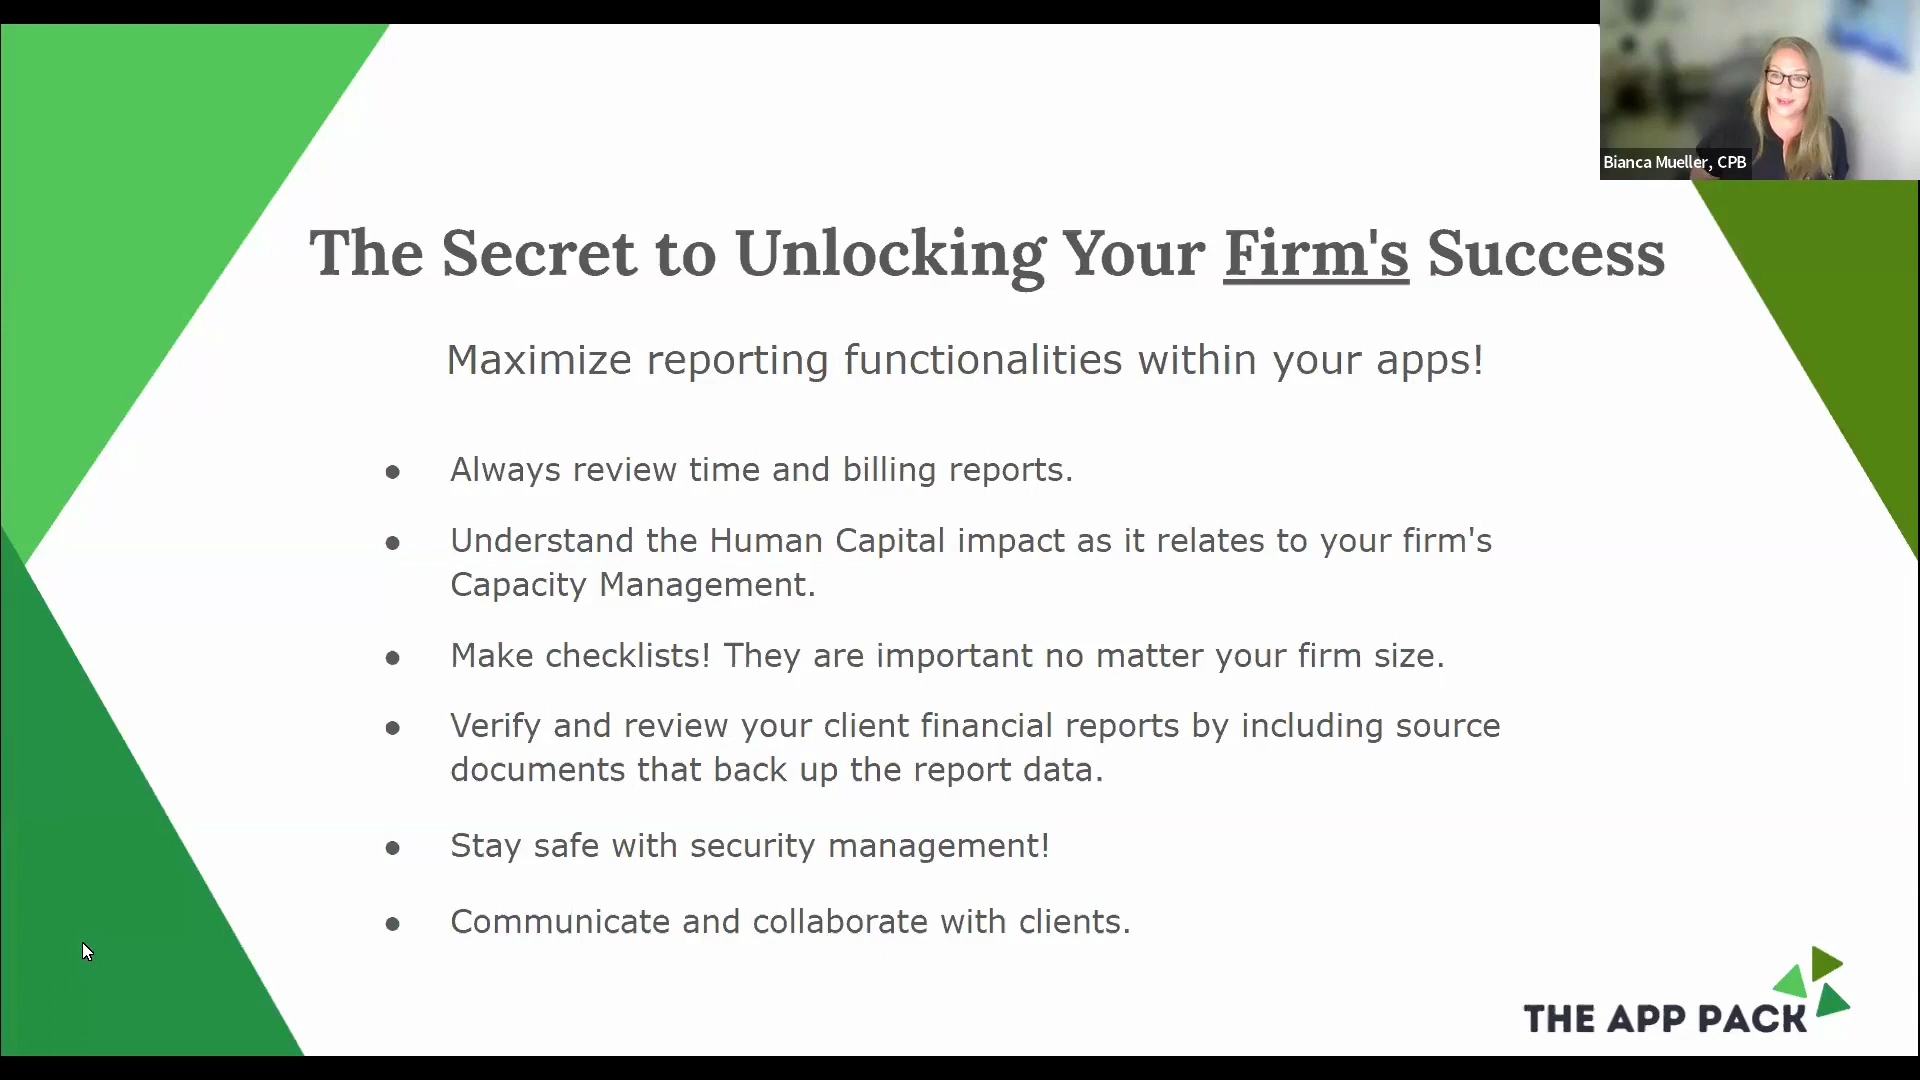 Bianca Mueller, CPB
The Secret to Unlocking Your Firm's Success
Maximize reporting functionalities within your apps!
● Always review time and billing reports.
● Understand the Human Capital impact as it relates to your firm's
Capacity Management.
● Make checklists! They are important no matter your firm size.
● Verify and review your client financial reports by including source
documents that back up the report data.
● Stay safe with security management!
● Communicate and collaborate with clients.
THE APP PACK